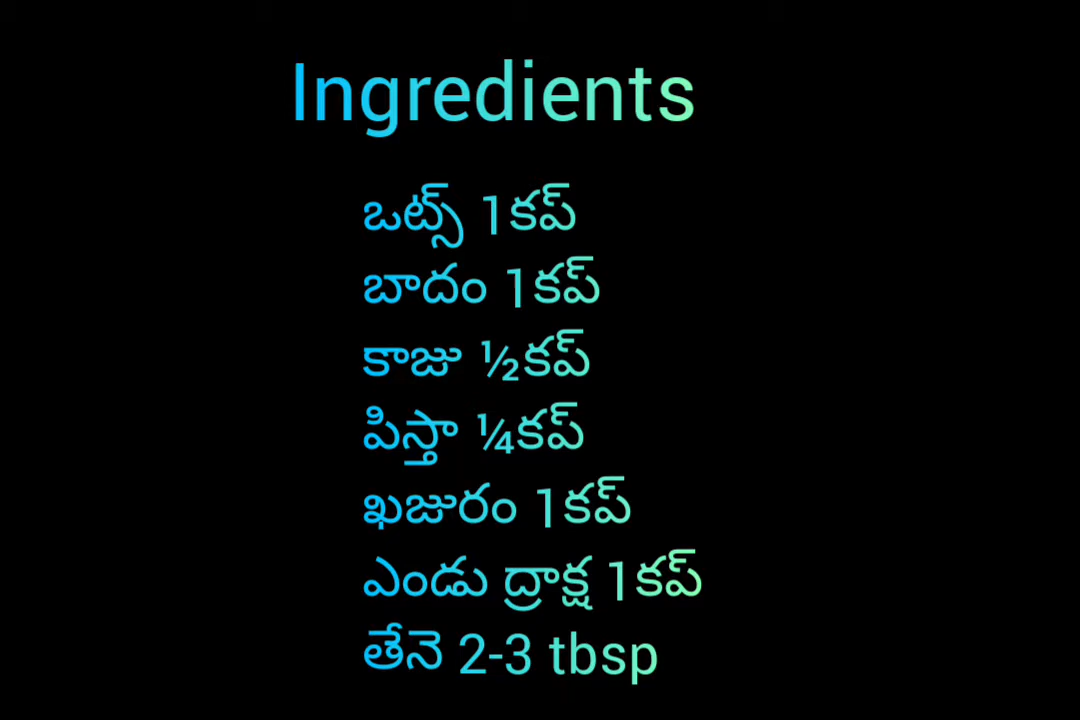 Ingredients
ఒట్స్ 1కప్
బాదం 1కప్
కాజు ½కప్
పిస్తా ¼కప్
ఖజురం 1కప్
ఎండు ద్రాక్ష 1కప్
తేనె 2-3 tbsp